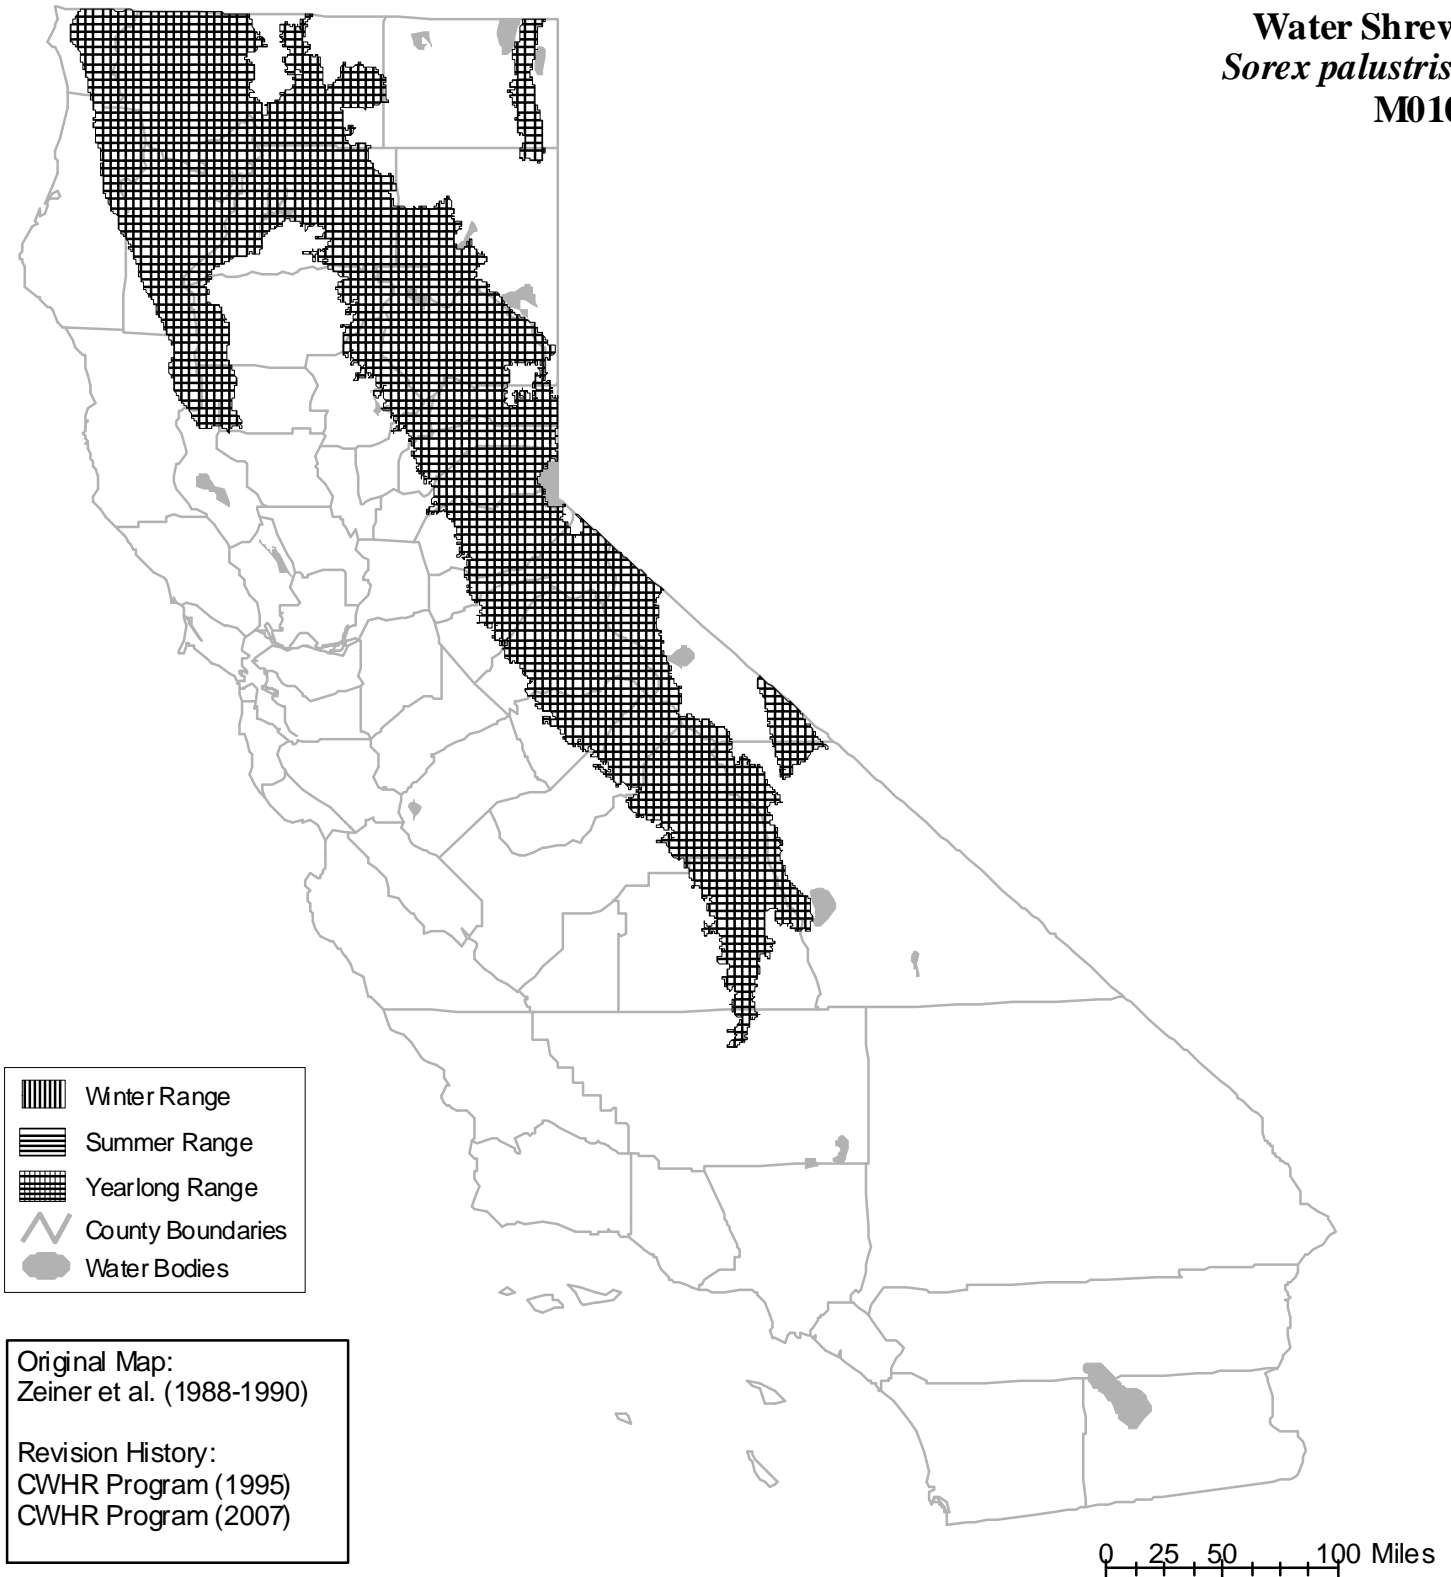 Water Shrew
Sorex palustris
M010
Winter Range
Summer Range
Yearlong Range
County Boundaries
Water Bodies
Original Map:
Zeiner et al. (1988-1990)
Revision History:
CWHR Program (1995)
CWHR Program (2007)
0 25 50 100 Miles